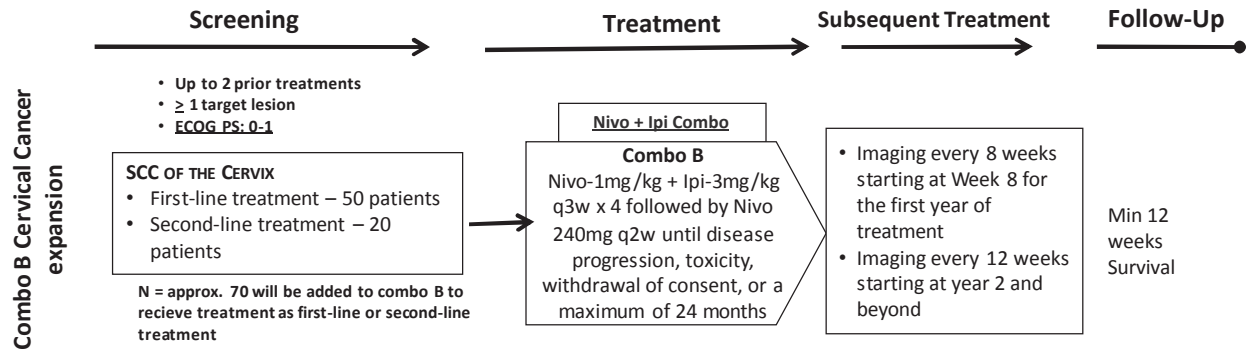 Screening
Treatment
Subsequent Treatment
Follow-Up
Combo B Cervical Cancer
expansion
• Up to 2 prior treatments
• ≥ 1 target lesion
• ECOG PS: 0-1
SCC OF THE CERVIX
• First-line treatment – 50 patients
• Second-line treatment – 20
patients
N = approx. 70 will be added to combo B to
recieve treatment as first-line or second-line
treatment
Nivo + Ipi Combo
Combo B
Nivo-1mg/kg + Ipi-3mg/kg
q3w x 4 followed by Nivo
240mg q2w until disease
progression, toxicity,
withdrawal of consent, or a
maximum of 24 months
• Imaging every 8 weeks
starting at Week 8 for
the first year of
treatment
• Imaging every 12 weeks
starting at year 2 and
beyond
Min 12
weeks
Survival